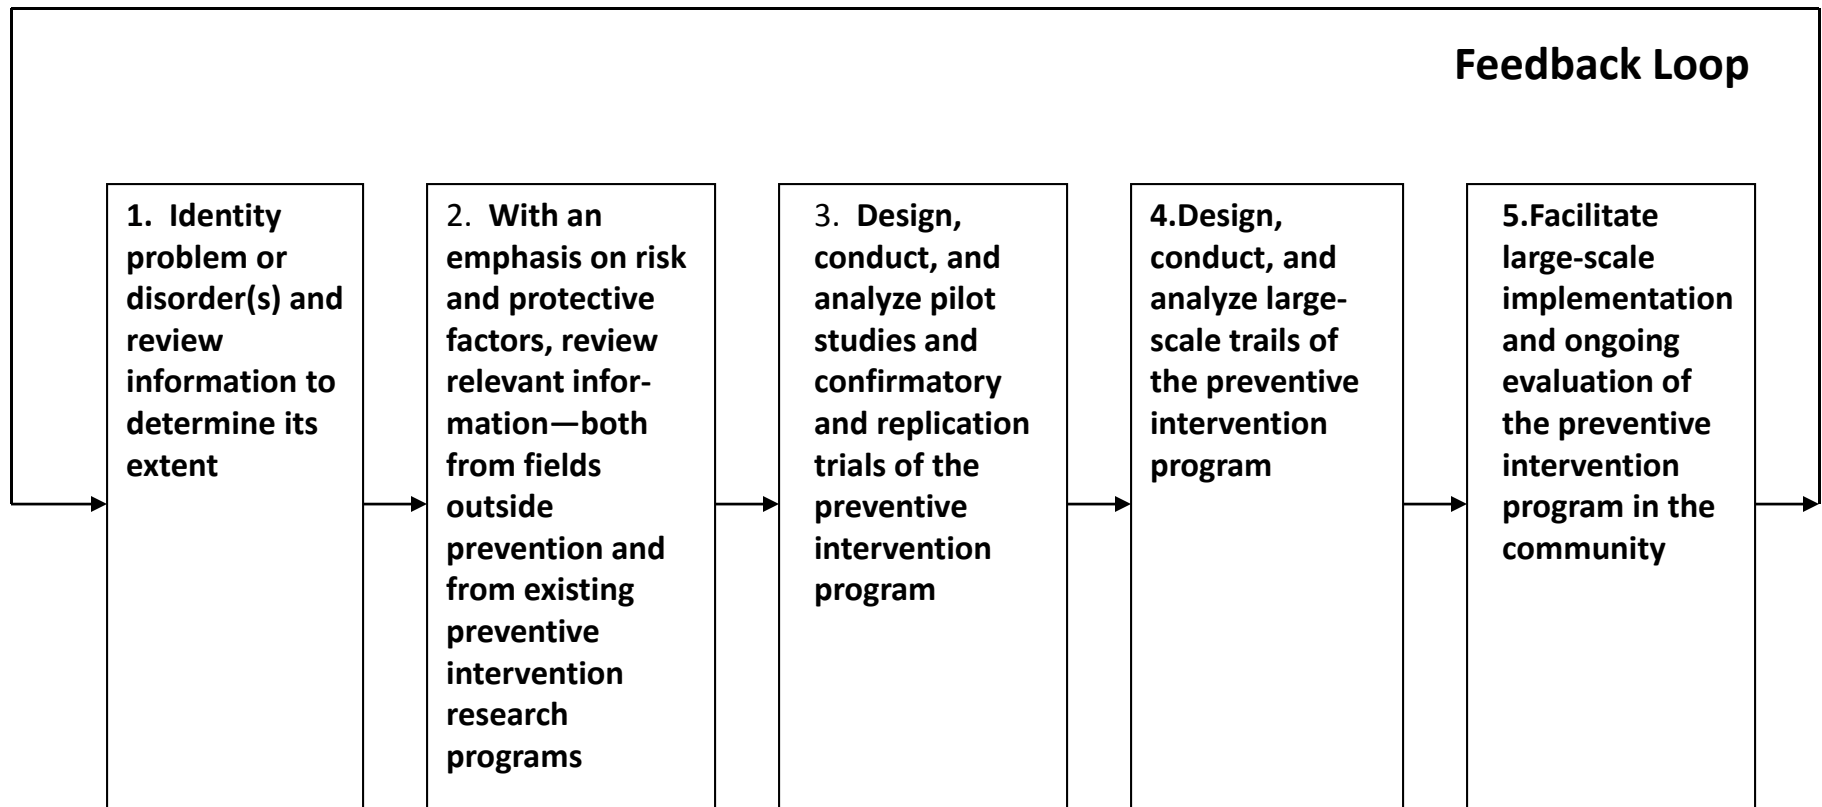 Feedback Loop
1. Identity
problem or
disorder(s) and
review
information to
determine its
extent
2. With an
emphasis on risk
and protective
factors, review
relevant infor-
mation—both
from fields
outside
prevention and
from existing
preventive
intervention
research
programs
3. Design,
conduct, and
analyze pilot
studies and
confirmatory
and replication
trials of the
preventive
intervention
program
4.Design,
conduct, and
analyze large-
scale trails of
the preventive
intervention
program
5.Facilitate
large-scale
implementation
and ongoing
evaluation of
the preventive
intervention
program in the
community